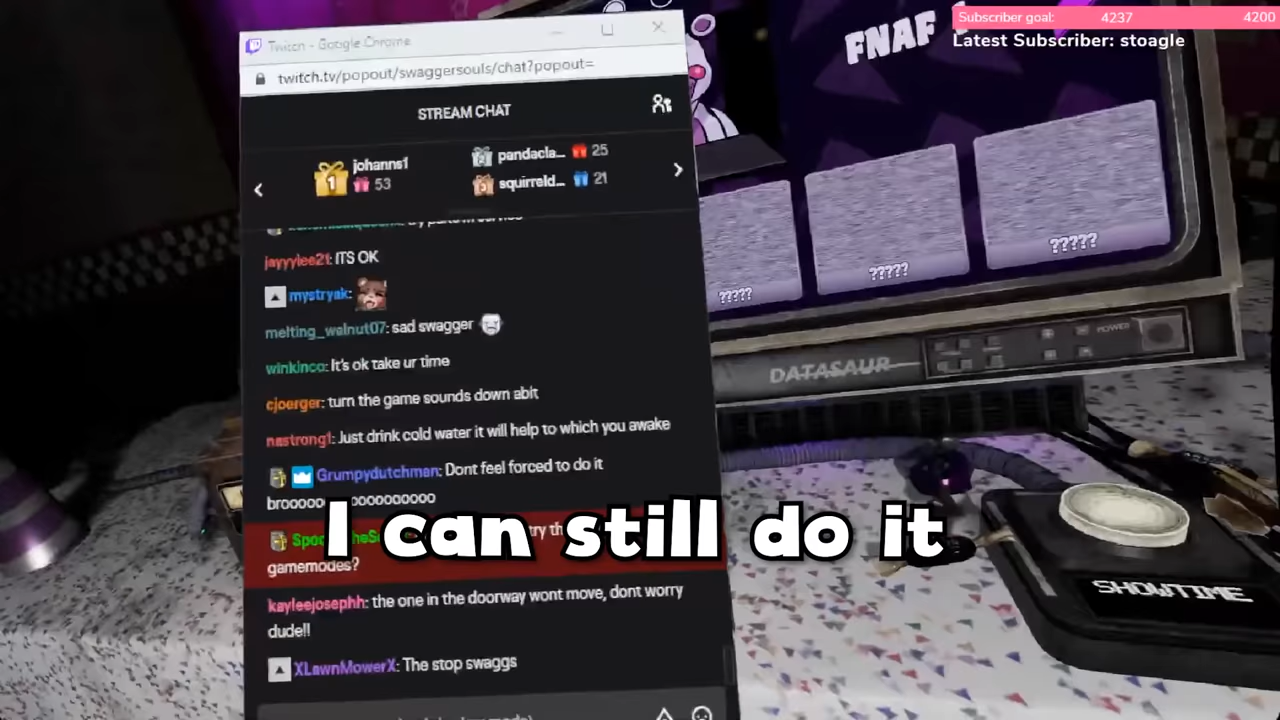 Subscriber goal: 4237 4200
Latest Subscriber: stoagle
Twitch - Google Chrome
twitch.tv/popout/swaggersouls/chat?popout=
STREAM CHAT
1 johanns1 53
pandacla... 25
squirreld... 21
jayyylee21: ITS OK
mystryak:
melting_walnut07: sad swagger
winkinco: It's ok take ur time
cjoerger: turn the game sounds down abit
nastrong1: Just drink cold water it will help to which you awake
Grumpydutchman: Dont feel forced to do it
I can still do it
gamemodes?
kayleejosephh: the one in the doorway wont move, dont worry
dude!!
XLawnMowerX: The stop swaggs
FNAF
?????
?????
?????
DATASAUR
POWER
SHOWTIME